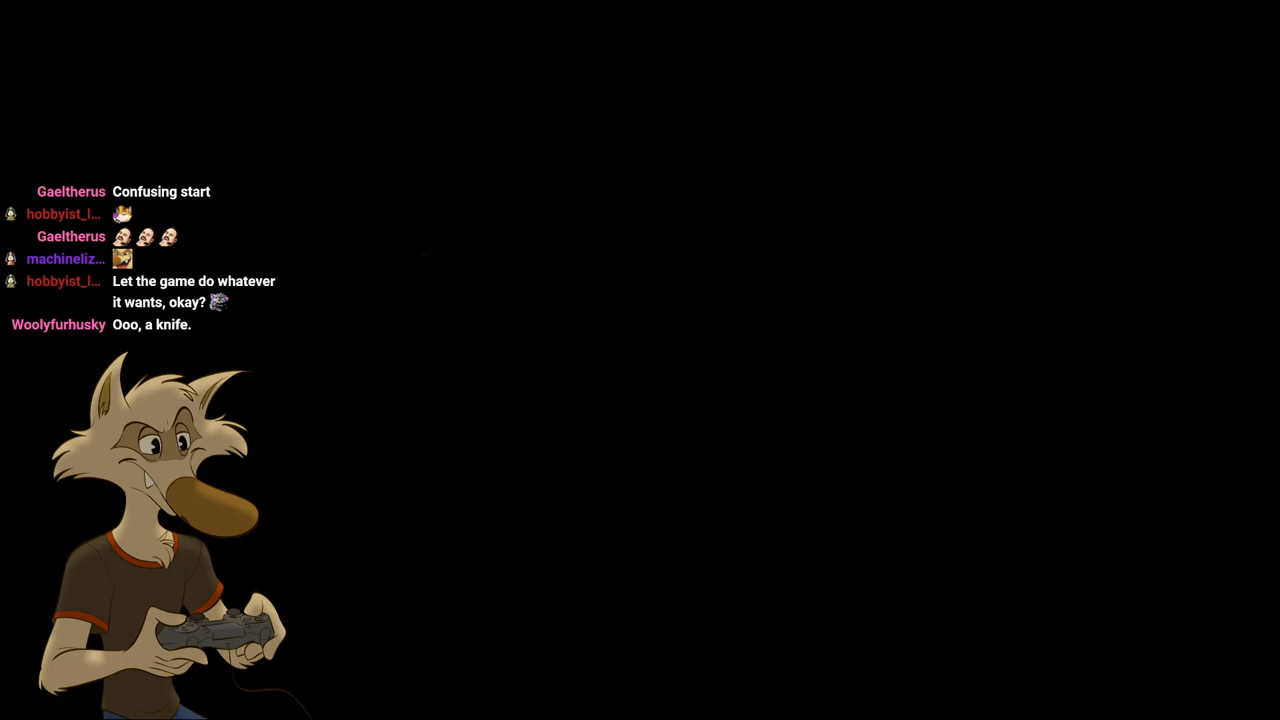 Gaeltherus Confusing start
hobbyist_l...
Gaeltherus
machineliz...
hobbyist_l... Let the game do whatever
it wants, okay?
Woolyfurhusky Ooo, a knife.